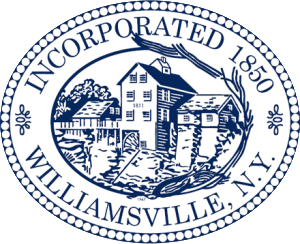 INCORPORATED 1850
1811
WILLIAMSVILLE, N.Y.